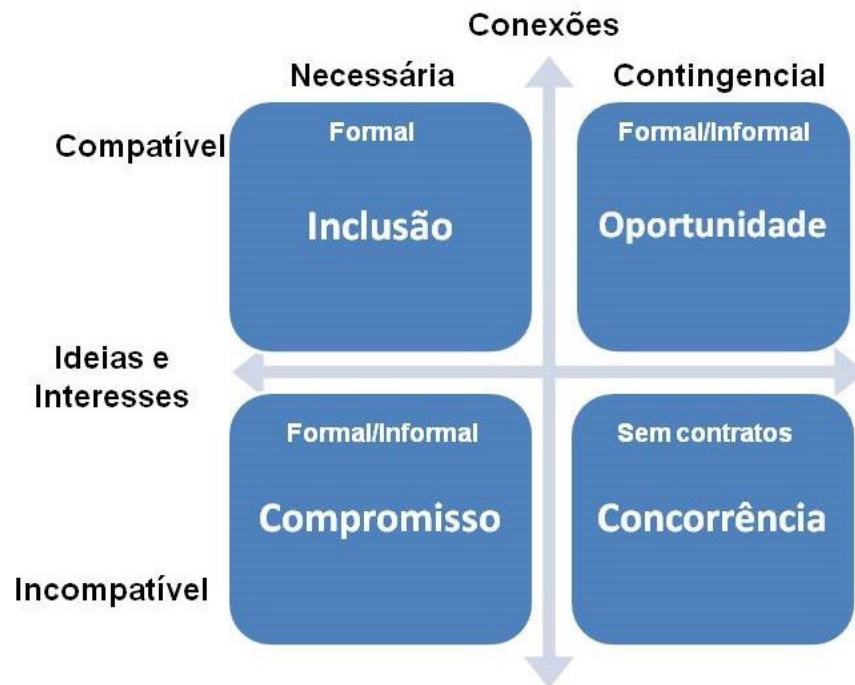 Conexões
Necessária
Contingencial
Compatível
Formal
Inclusão
Formal/Informal
Oportunidade
Ideias e
Interesses
Formal/Informal
Compromisso
Sem contratos
Concorrência
Incompatível